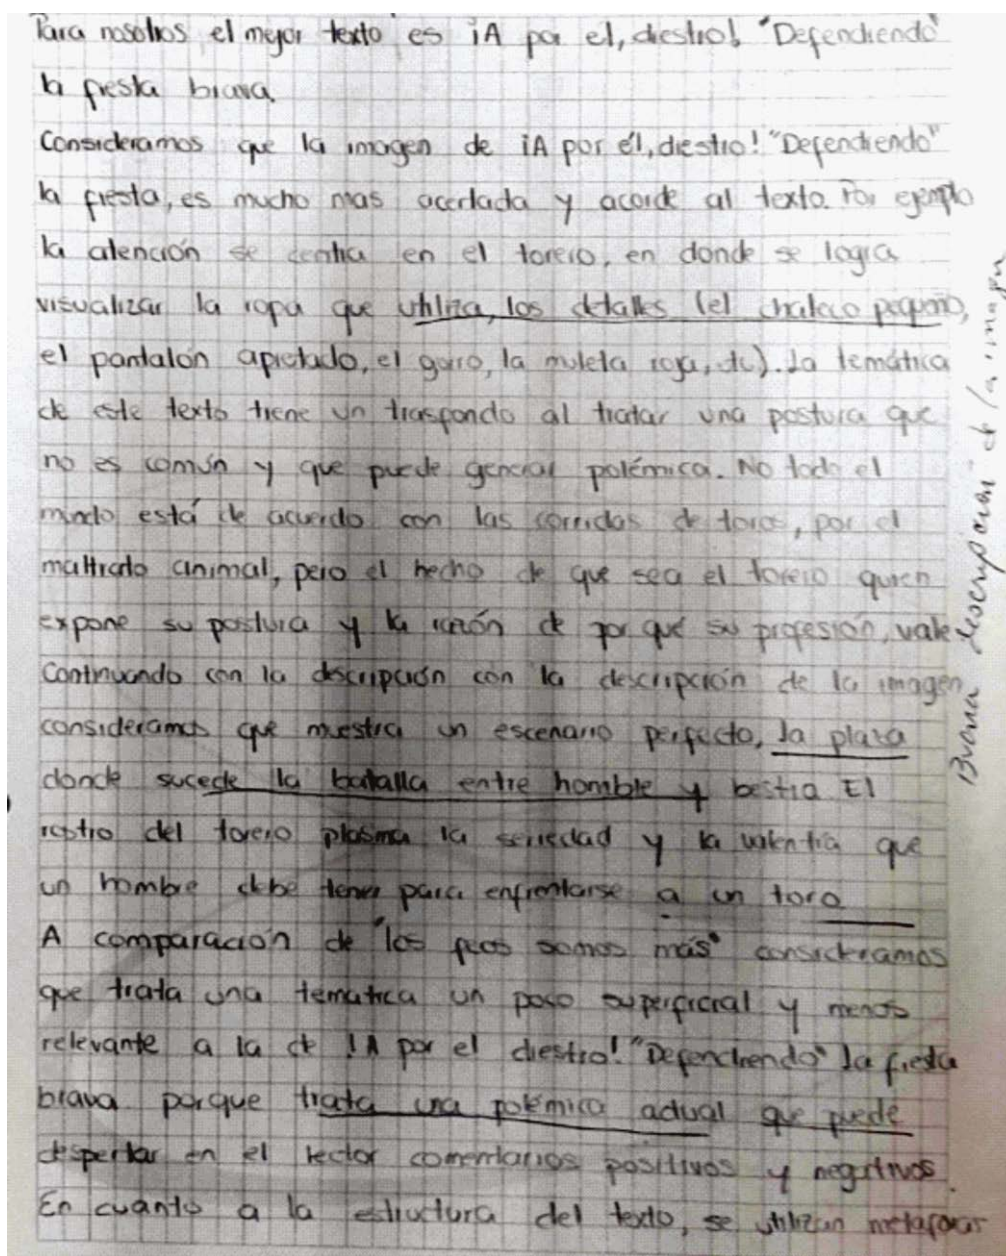 Para nosotros el mejor texto es ¡A por el, diestro! "Defendiendo"
la fiesta brava.
Consideramos que la imagen de ¡A por él, diestro! "Defendiendo"
la fiesta, es mucho mas acertada y acorde al texto. Por ejemplo
la atención se centra en el torero, en donde se logra
visualizar la ropa que utiliza, los detalles (el chaleco pequeño,
el pantalón apretado, el gorro, la muleta roja, etc). La temática
de este texto tiene un trasfondo al tratar una postura que
no es común y que puede generar polémica. No todo el
mundo está de acuerdo con las corridas de toros, por el
maltrato animal, pero el hecho de que sea el torero quien
expone su postura y la razón de por qué su profesión, vale
Continuando con la descripción con la descripción de la imagen
consideramos que muestra un escenario perfecto, la plaza
donde sucede la batalla entre hombre y bestia El
rostro del torero plasma la seriedad y la valentía que
un hombre debe tener para enfrentarse a un toro
A comparación de "los feos somos más" consideramos
que trata una tematica un poco superficial y menos
relevante a la de !A por el diestro! "Defendiendo" la fiesta
brava porque trata una polémica actual que puede
despertar en el lector comentarios positivos y negativos.
En cuanto a la estructura del texto, se utilizan metaforas
Buena descripción de la imagen